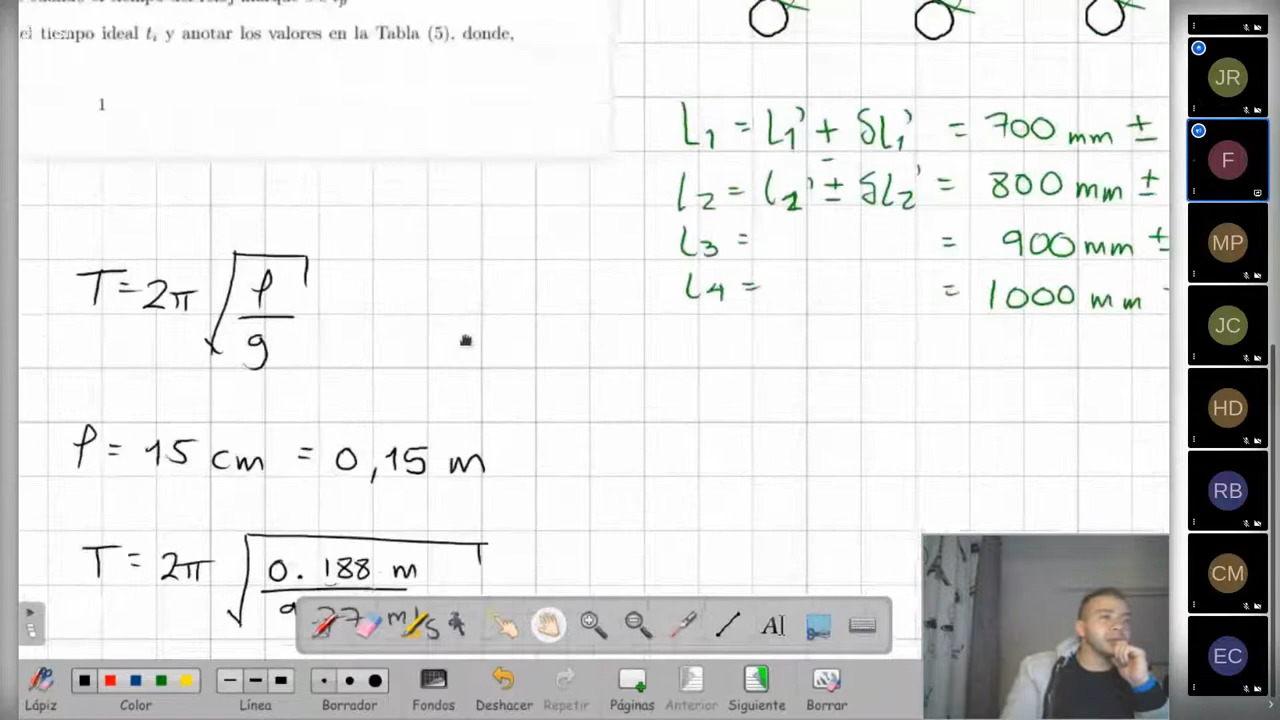 el tiempo ideal tᵢ y anotar los valores en la Tabla (5). donde,
1
L₁ = L₁' ± δL₁' = 700 mm ±
L₂ = L₂' ± δL₂' = 800 mm ±
L₃ = = 900 mm ±
L₄ = = 1000 mm
T = 2π √(l/g)
l = 15 cm = 0,15 m
T = 2π √(0.188 m
JR
F
MP
JC
HD
RB
CM
EC
AI
Lápiz
Color
Línea
Borrador
Fondos
Deshacer
Repetir
Páginas
Anterior
Siguiente
Borrar